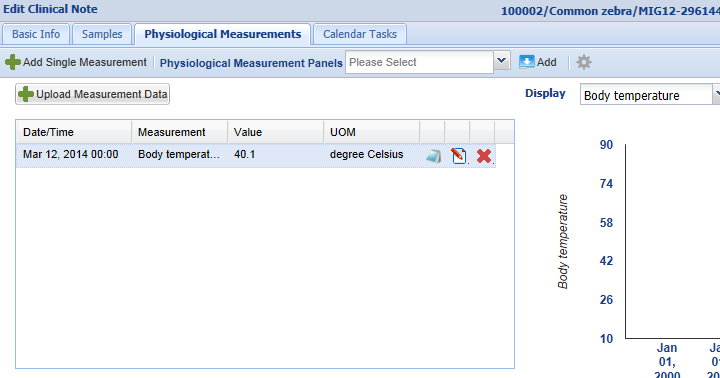 Edit Clinical Note
100002/Common zebra/MIG12-296144
Basic Info Samples Physiological Measurements Calendar Tasks
Add Single Measurement Physiological Measurement Panels Please Select Add
Upload Measurement Data
Display Body temperature
Date/Time Measurement Value UOM
Mar 12, 2014 00:00 Body temperat... 40.1 degree Celsius
90
74
58
42
26
10
Body temperature
Jan
01,
2000